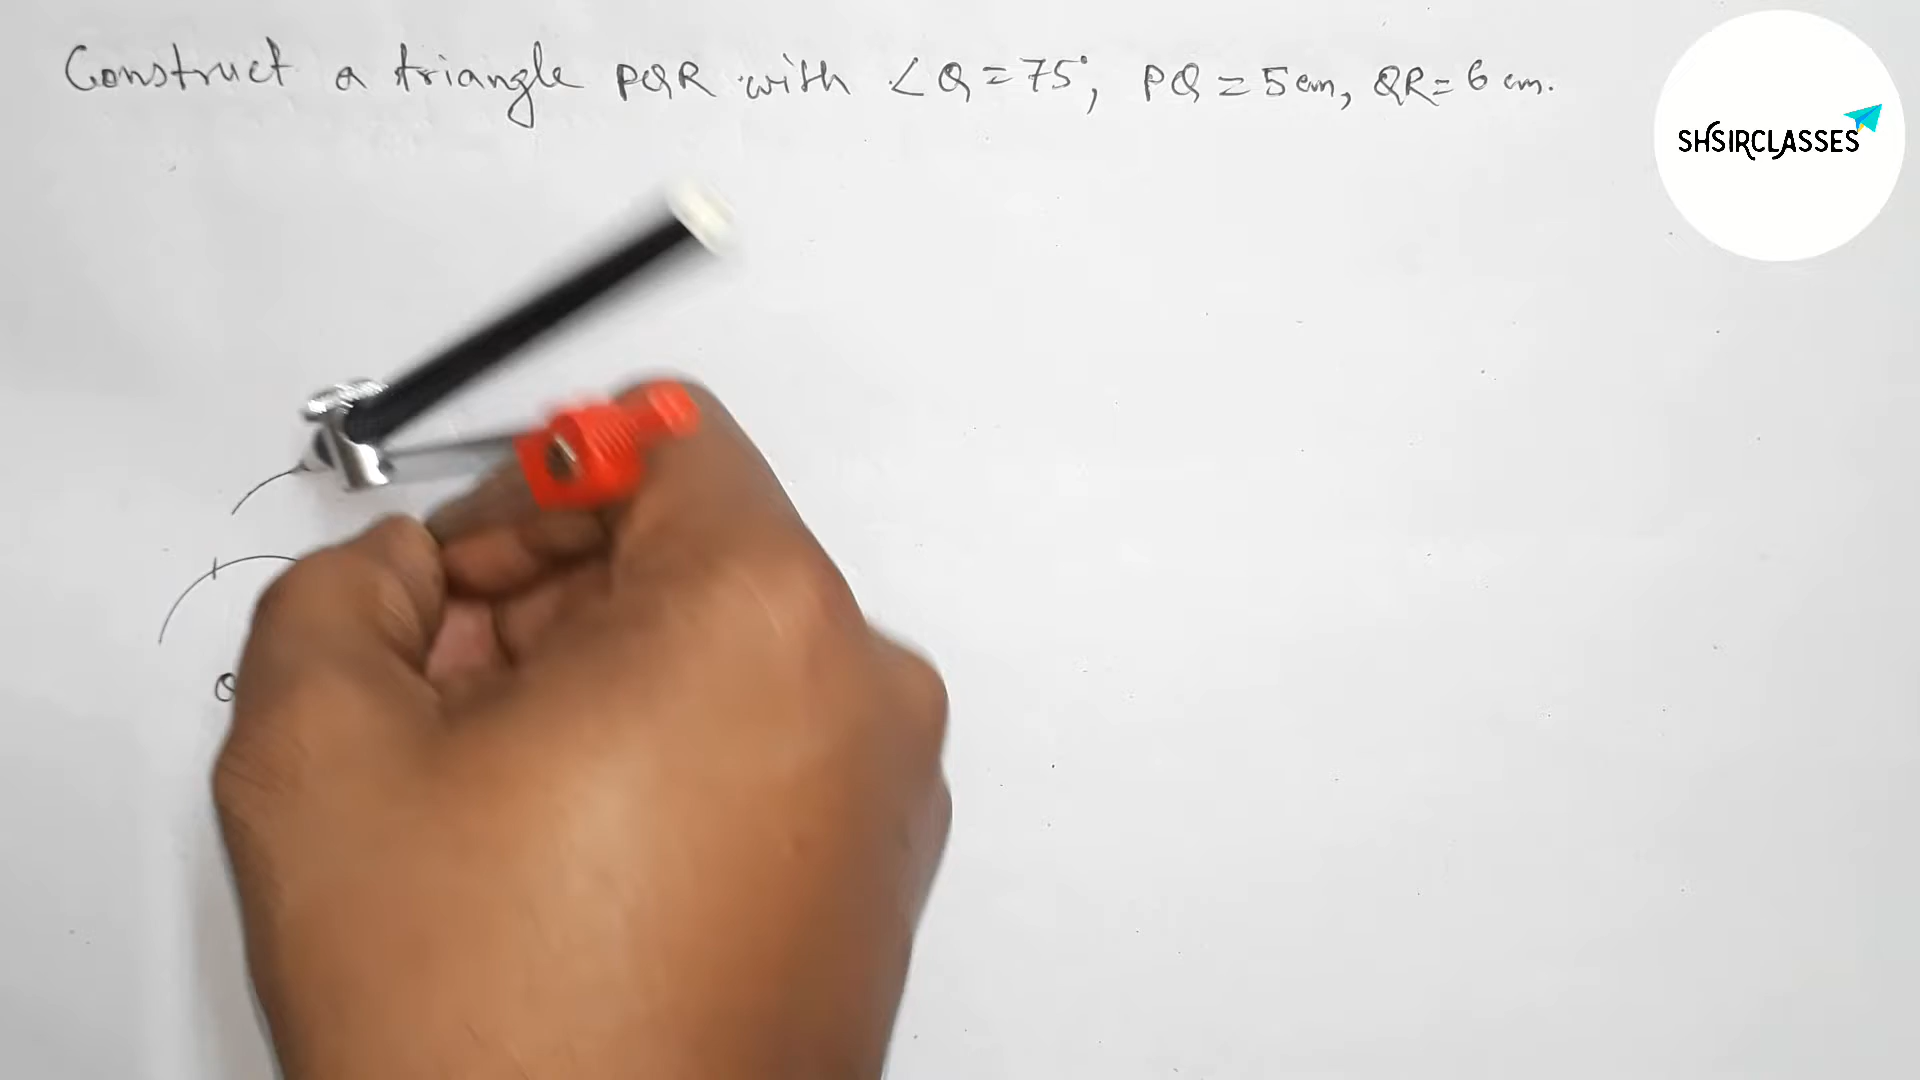 Construct a triangle PQR with ∠Q = 75°, PQ = 5 cm, QR = 6 cm.
SHSIRCLASSES
Q